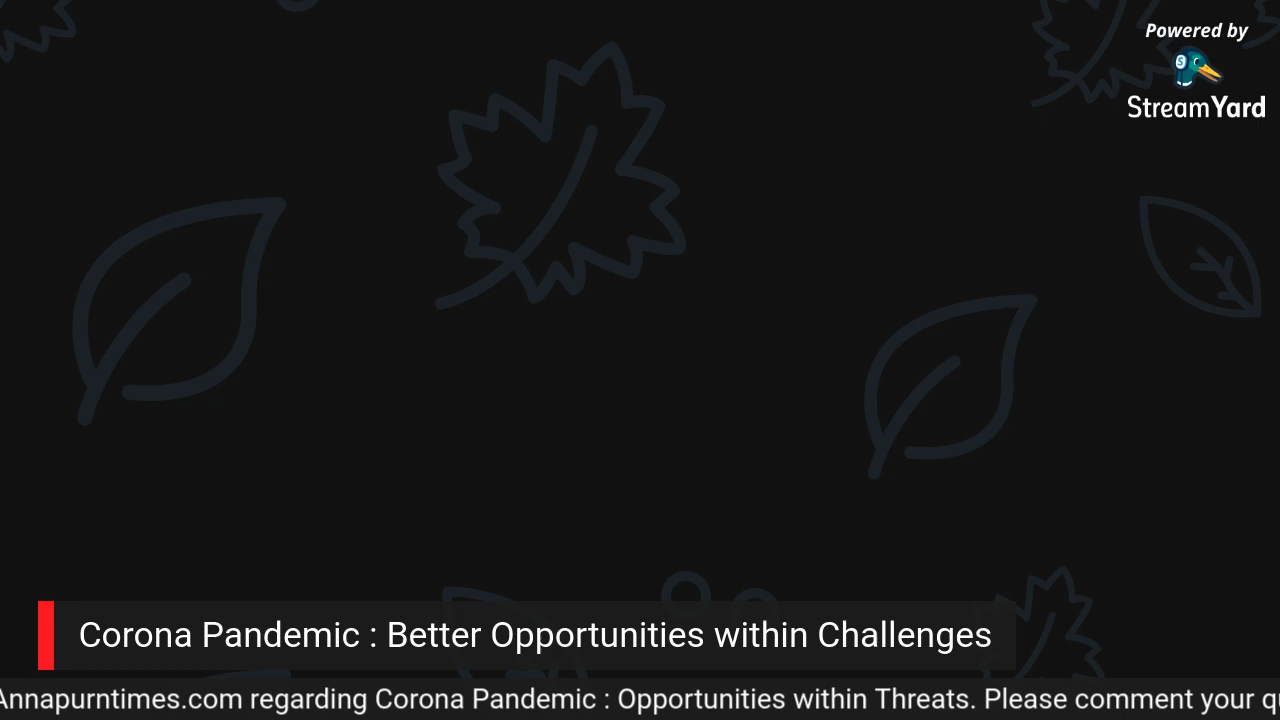 Powered by
StreamYard
Corona Pandemic : Better Opportunities within Challenges
Annapurntimes.com regarding Corona Pandemic : Opportunities within Threats. Please comment your